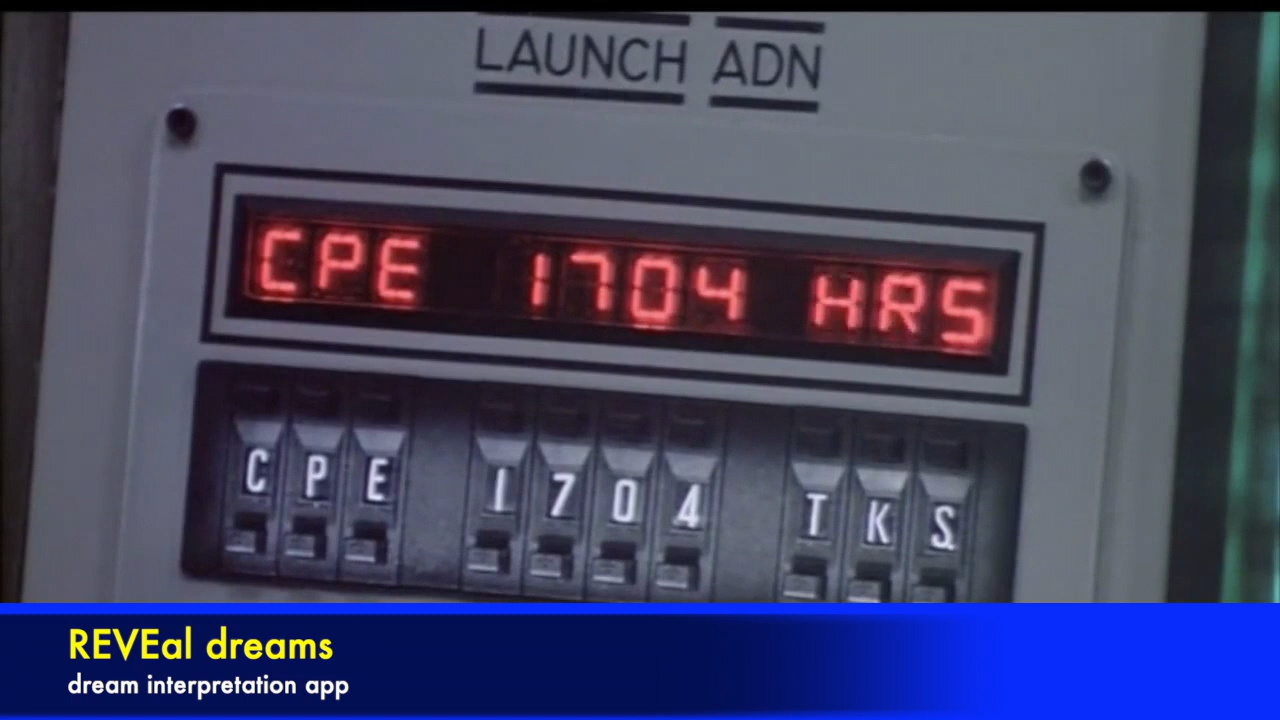 LAUNCH ADN
CPE 1704 HRS
CPE 1704 TKS
REVEal dreams
dream interpretation app